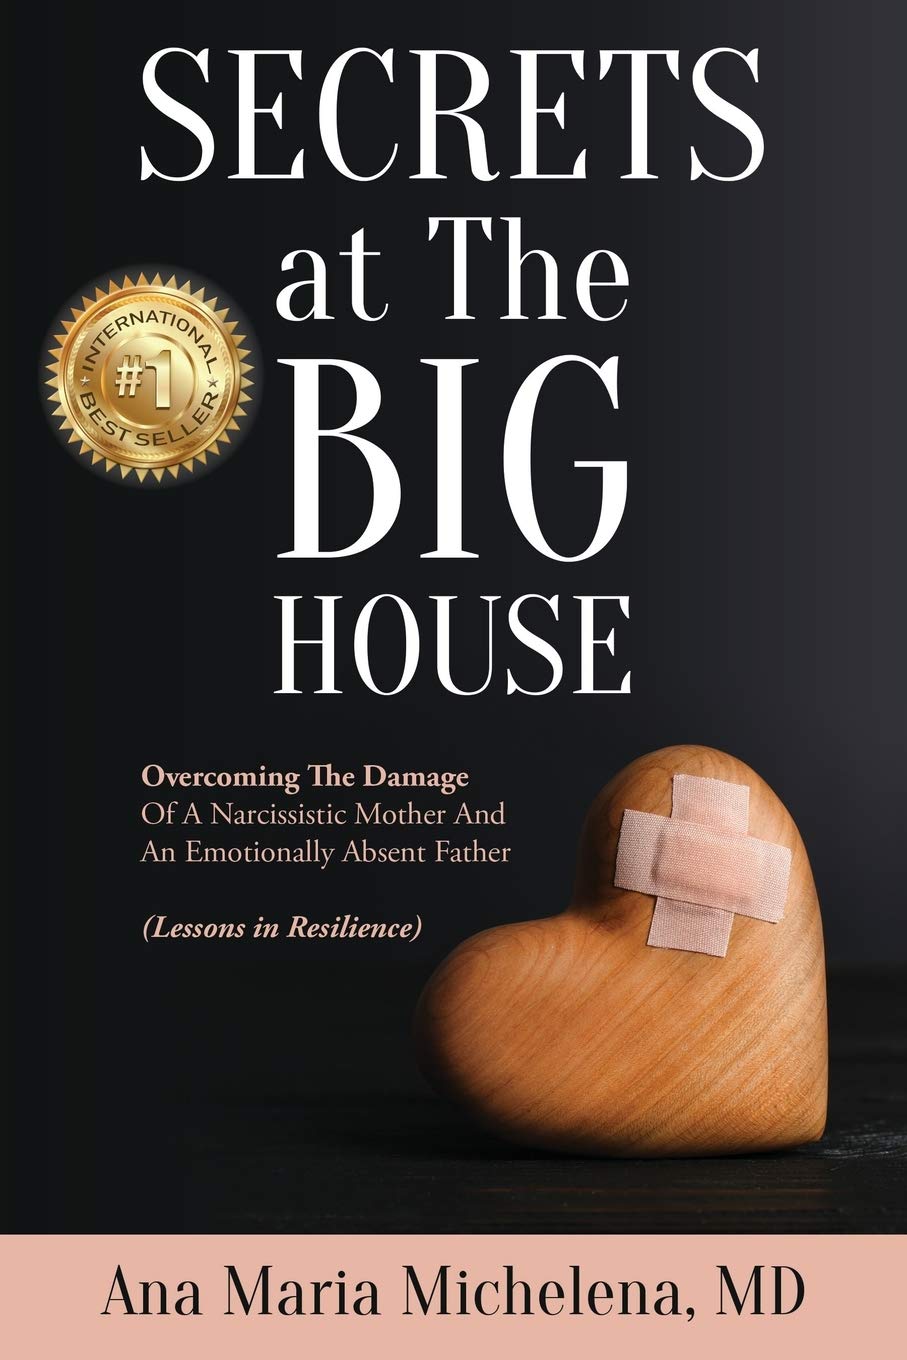 SECRETS
at The
BIG
HOUSE
INTERNATIONAL
#1
BEST SELLER
Overcoming The Damage
Of A Narcissistic Mother And
An Emotionally Absent Father
(Lessons in Resilience)
Ana Maria Michelena, MD